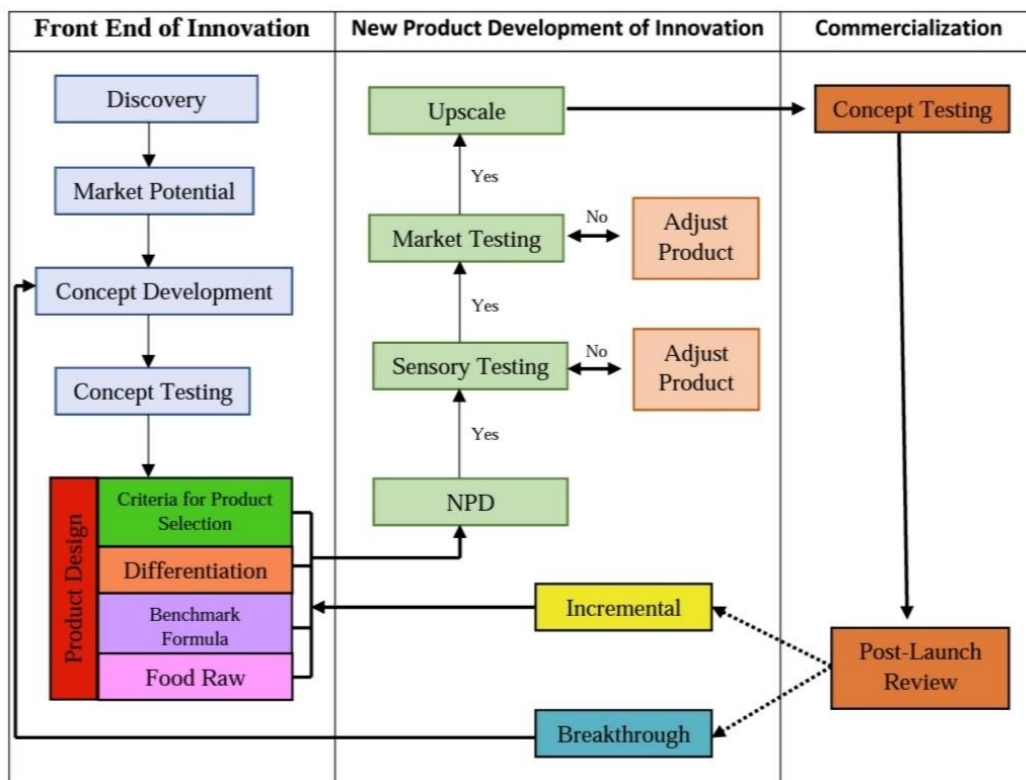 Front End of Innovation
New Product Development of Innovation
Commercialization
Discovery
Market Potential
Concept Development
Concept Testing
Product Design
Criteria for Product
Selection
Differentiation
Benchmark
Formula
Food Raw
Upscale
Yes
Market Testing
No
Adjust
Product
Yes
Sensory Testing
No
Adjust
Product
Yes
NPD
Incremental
Breakthrough
Concept Testing
Post-Launch
Review